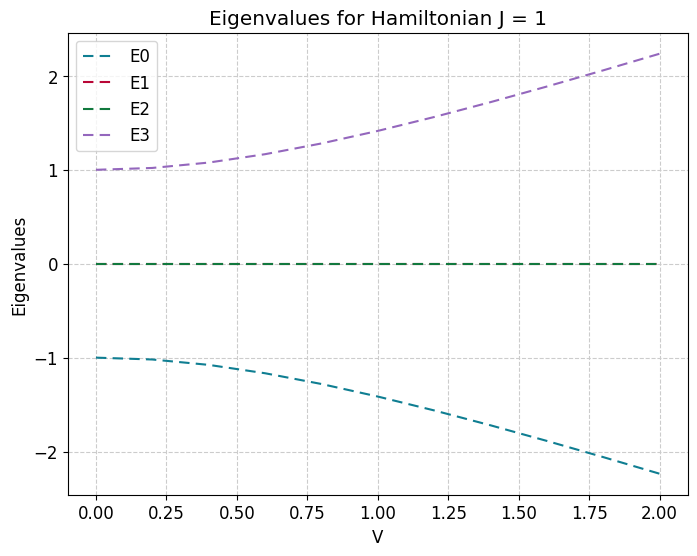 Eigenvalues for Hamiltonian J = 1
E0
E1
E2
E3
Eigenvalues
2
1
0
−1
−2
0.00 0.25 0.50 0.75 1.00 1.25 1.50 1.75 2.00
V